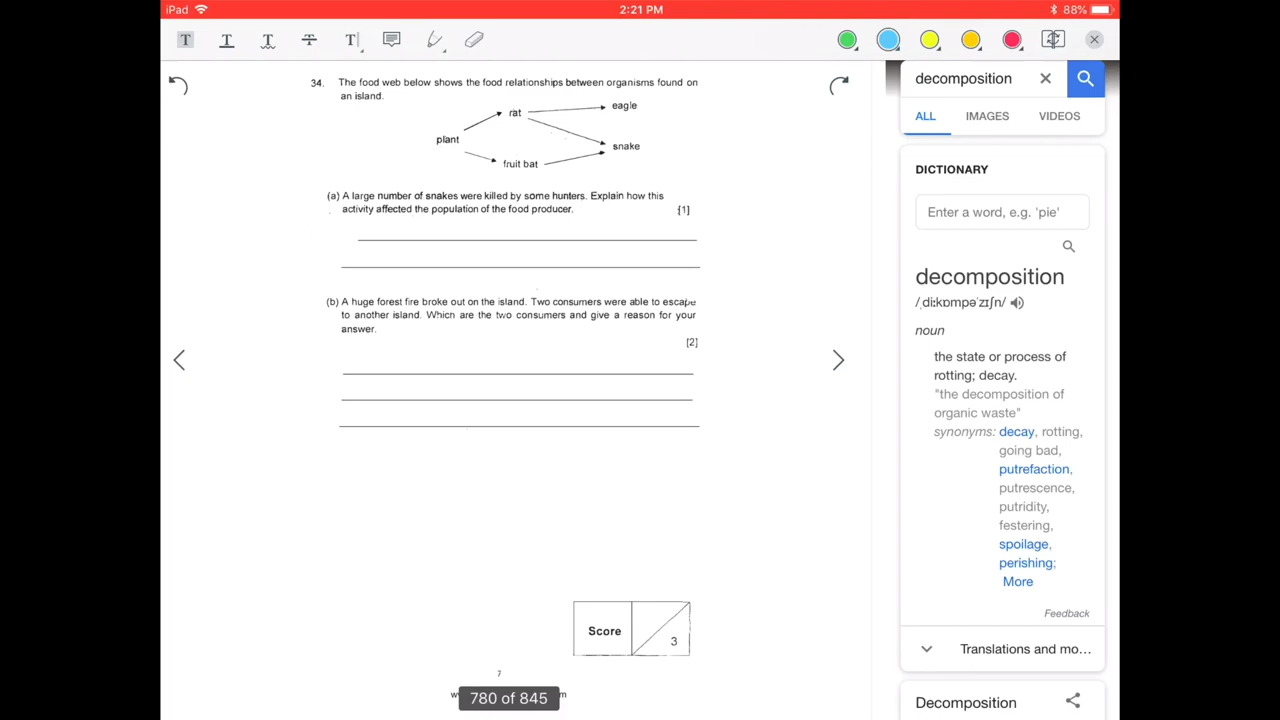 iPad
2:21 PM
88%
T T T T T
34. The food web below shows the food relationships between organisms found on
an island.
eagle
rat
plant
snake
fruit bat
(a) A large number of snakes were killed by some hunters. Explain how this
activity affected the population of the food producer. [1]
(b) A huge forest fire broke out on the island. Two consumers were able to escape
to another island. Which are the two consumers and give a reason for your
answer.
[2]
Score
3
7
780 of 845
decomposition
ALL IMAGES VIDEOS
DICTIONARY
Enter a word, e.g. 'pie'
decomposition
/ˌdiːkɒmpəˈzɪʃn/
noun
the state or process of
rotting; decay.
"the decomposition of
organic waste"
synonyms: decay, rotting,
going bad,
putrefaction,
putrescence,
putridity,
festering,
spoilage,
perishing;
More
Feedback
Translations and mo...
Decomposition